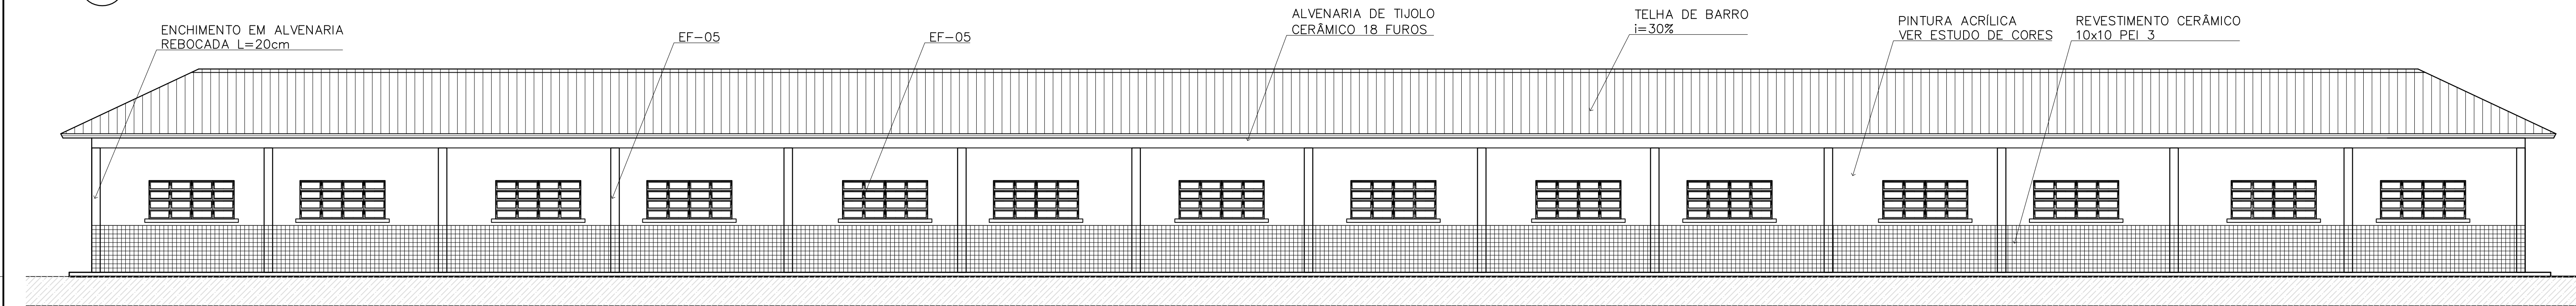 ENCHIMENTO EM ALVENARIA
REBOCADA L=20cm
EF-05
EF-05
ALVENARIA DE TIJOLO
CERÂMICO 18 FUROS
TELHA DE BARRO
i=30%
PINTURA ACRÍLICA
VER ESTUDO DE CORES
REVESTIMENTO CERÂMICO
10x10 PEI 3